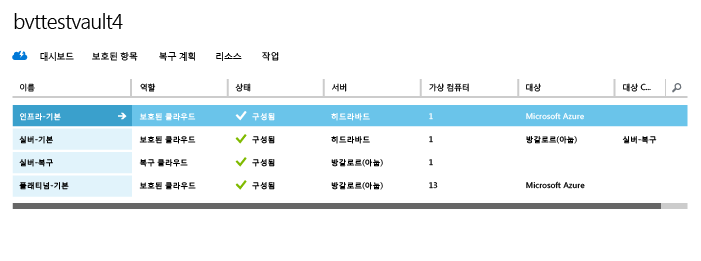 bvttestvault4
대시보드 보호된 항목 복구 계획 리소스 작업
이름 역할 상태 서버 가상 컴퓨터 대상 대상 C...
인프라-기본 보호된 클라우드 구성됨 하이드라바드 1 Microsoft Azure
실버-기본 보호된 클라우드 구성됨 히드라바드 1 방갈로르(아눕) 실버-복구
실버-복구 복구 클라우드 구성됨 방갈로르(아눕) 1
플래티넘-기본 보호된 클라우드 구성됨 방갈로르(아눕) 13 Microsoft Azure